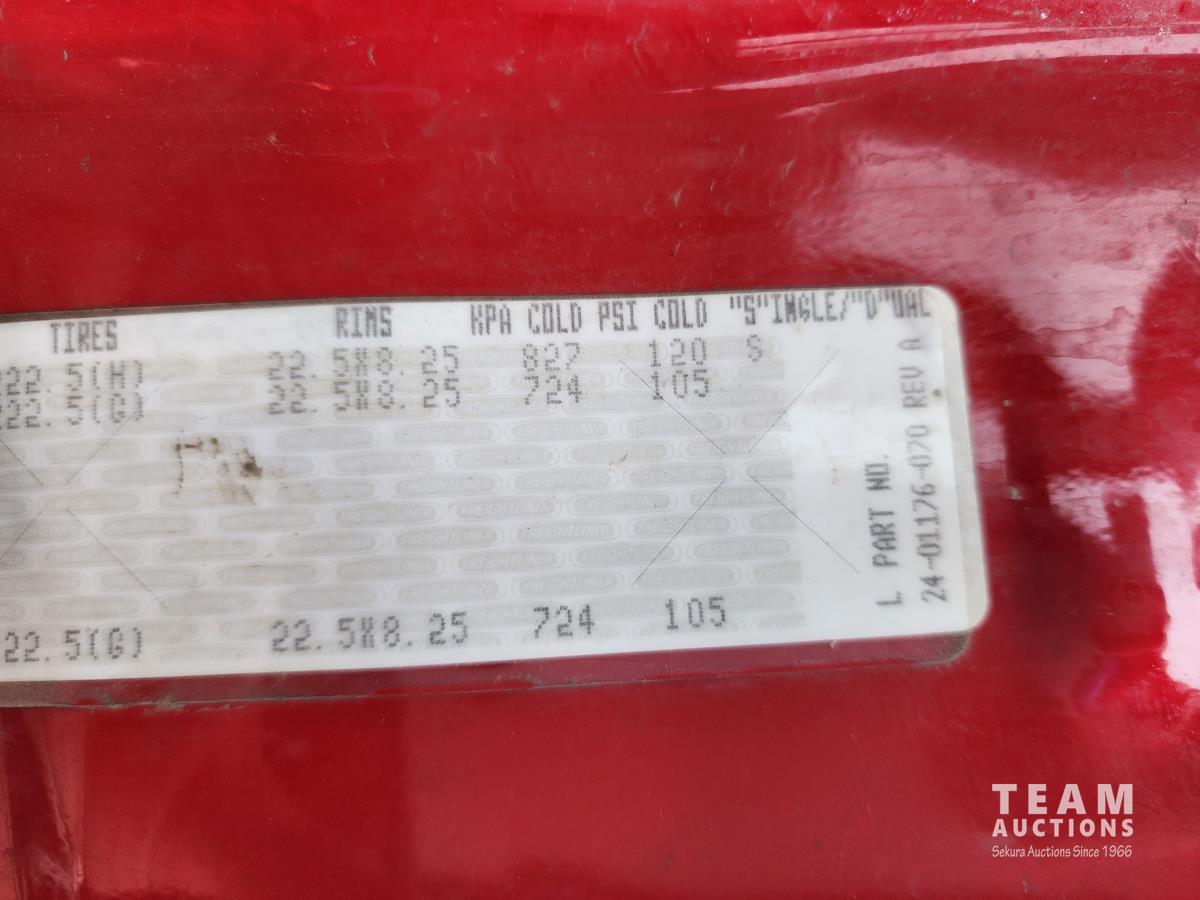 TIRES RIMS KPA COLD PSI COLD "S"INGLE/"D"UAL
22.5(H) 22.5X8.25 827 120 S
22.5(G) 22.5X8.25 724 105
22.5(G) 22.5X8.25 724 105
L PART NO.
24-01176-070 REV A
FREIGHTLINER
TEAM
AUCTIONS
Sekura Auctions Since 1966